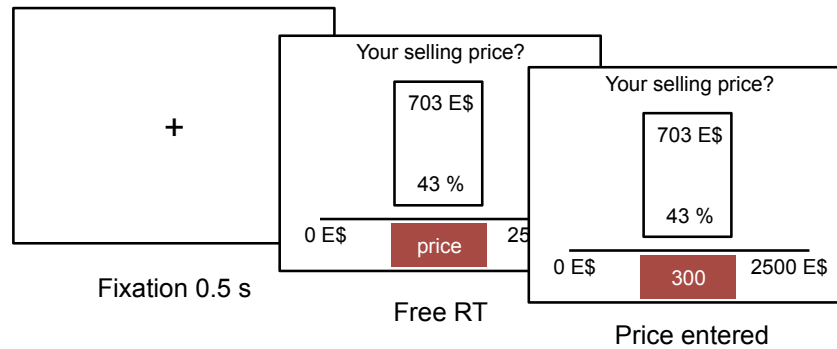 +
Fixation 0.5 s
Your selling price?
703 E$
43 %
0 E$ 25
price
Free RT
Your selling price?
703 E$
43 %
0 E$ 2500 E$
300
Price entered